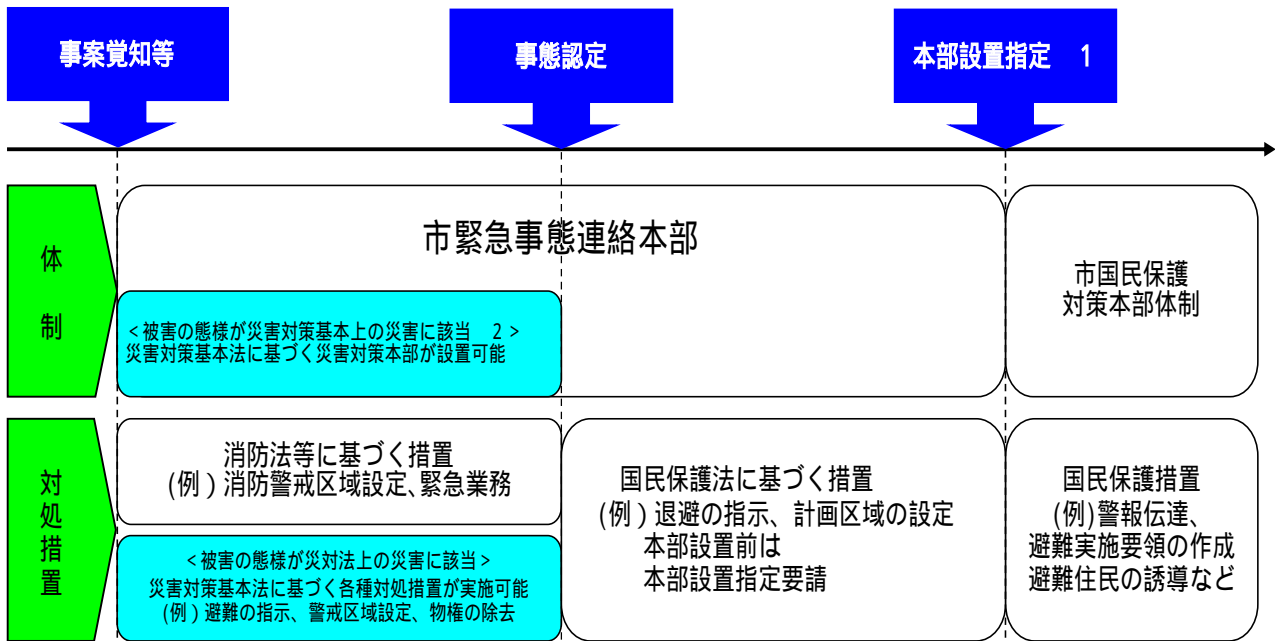 事案覚知等
事態認定
本部設置指定　1
体
制
市緊急事態連絡本部
＜被害の態様が災害対策基本上の災害に該当　2＞
災害対策基本法に基づく災害対策本部が設置可能
市国民保護
対策本部体制
対
処
措
置
消防法等に基づく措置
(例）消防警戒区域設定、緊急業務
＜被害の態様が災対法上の災害に該当＞
災害対策基本法に基づく各種対処措置が実施可能
(例）避難の指示、警戒区域設定、物権の除去
国民保護法に基づく措置
(例）退避の指示、計画区域の設定
本部設置前は
本部設置指定要請
国民保護措置
(例)警報伝達、
避難実施要領の作成
避難住民の誘導など